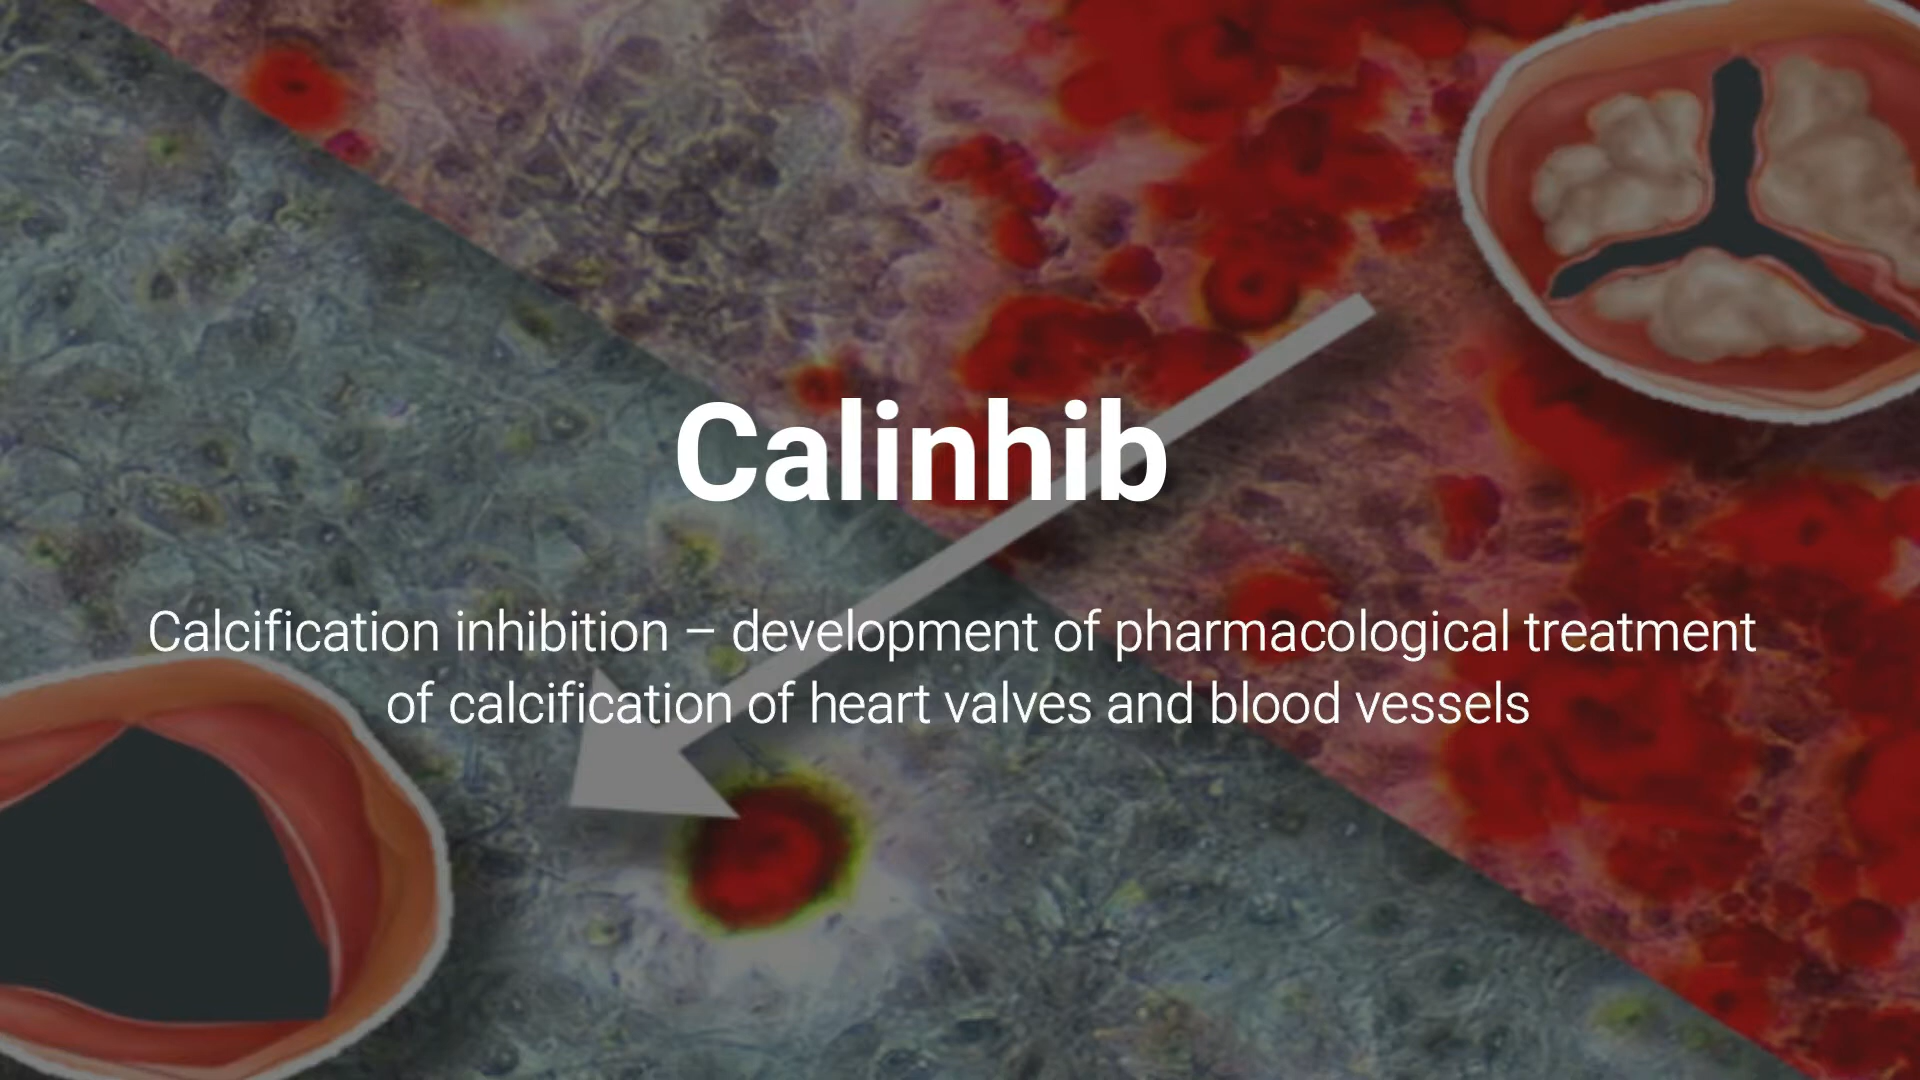 Calinhib
Calcification inhibition – development of pharmacological treatment
of calcification of heart valves and blood vessels